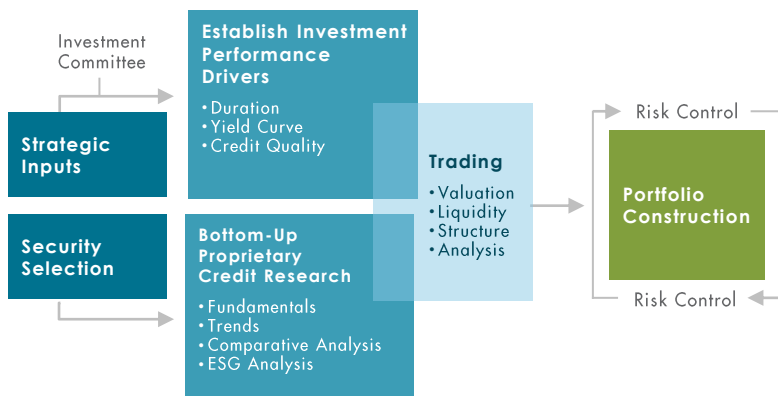 Investment
Committee
Strategic
Inputs
Security
Selection
Establish Investment
Performance
Drivers
• Duration
• Yield Curve
• Credit Quality
Bottom-Up
Proprietary
Credit Research
• Fundamentals
• Trends
• Comparative Analysis
• ESG Analysis
Trading
• Valuation
• Liquidity
• Structure
• Analysis
Risk Control
Portfolio
Construction
Risk Control